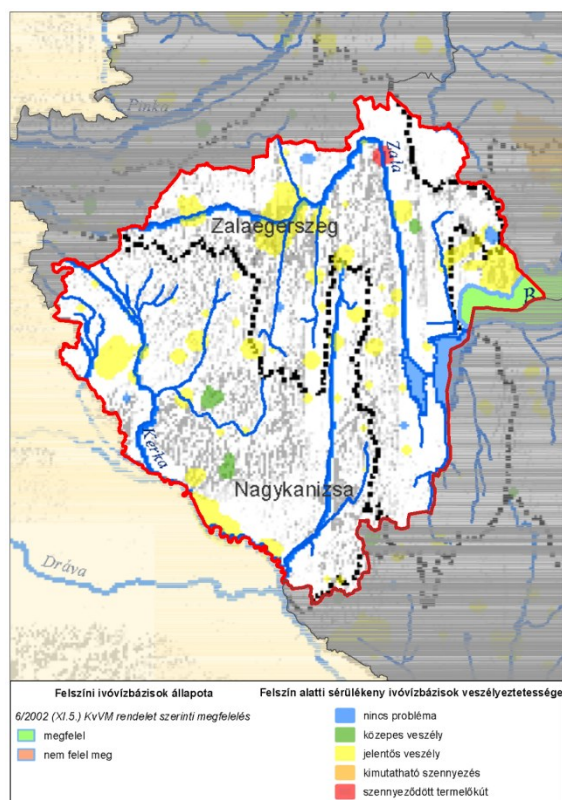 Pinka
Zala
Zalaegerszeg
B
Kerka
Nagykanizsa
Dráva
Felszíni ivóvízbázisok állapota
6/2002 (XI.5.) KvVM rendelet szerinti megfelelés
megfelel
nem felel meg
Felszín alatti sérülékeny ivóvízbázisok veszélyeztetettsége
nincs probléma
közepes veszély
jelentős veszély
kimutatható szennyezés
szennyeződött termelőkút